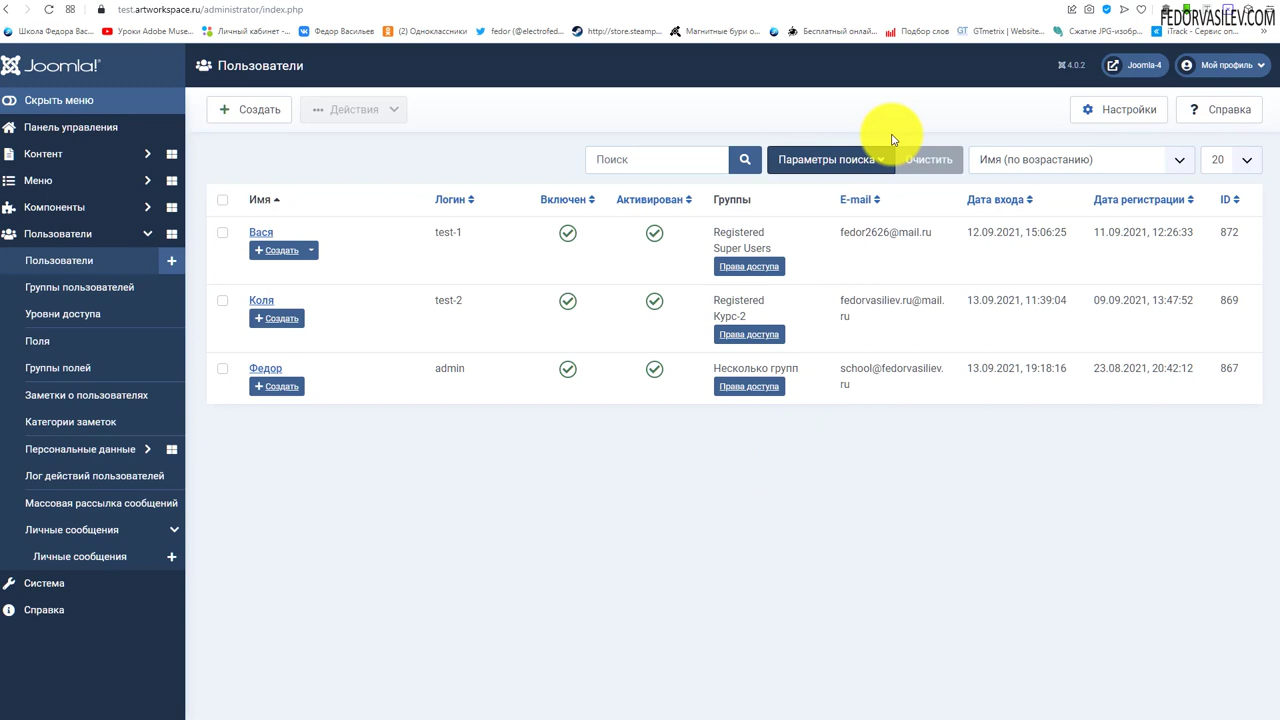 88
test.artworkspace.ru/administrator/index.php
FEDORVASILEV.COM
Школа Федора Вас...
Уроки Adobe Muse...
Личный кабинет -...
Федор Васильев
(2) Одноклассники
fedor (@electrofed...
http://store.steamp...
Магнитные бури о...
Бесплатный онлай...
Подбор слов
GTmetrix | Website...
Сжатие JPG-изобр...
iTrack - Сервис оп...
Joomla!
Пользователи
4.0.2
Joomla-4
Мой профиль
Скрыть меню
Панель управления
Контент
Меню
Компоненты
Пользователи
Пользователи
Группы пользователей
Уровни доступа
Поля
Группы полей
Заметки о пользователях
Категории заметок
Персональные данные
Лог действий пользователей
Массовая рассылка сообщений
Личные сообщения
Личные сообщения
Система
Справка
Создать
Действия
Настройки
Справка
Поиск
Параметры поиска
Очистить
Имя (по возрастанию)
20
Имя
Логин
Включен
Активирован
Группы
E-mail
Дата входа
Дата регистрации
ID
Вася
test-1
Registered
Super Users
fedor2626@mail.ru
12.09.2021, 15:06:25
11.09.2021, 12:26:33
872
+ Создать
Права доступа
Коля
test-2
Registered
Курс-2
fedorvasiliev.ru@mail.
ru
13.09.2021, 11:39:04
09.09.2021, 13:47:52
869
+ Создать
Права доступа
Федор
admin
Несколько групп
school@fedorvasiliev.
ru
13.09.2021, 19:18:16
23.08.2021, 20:42:12
867
+ Создать
Права доступа